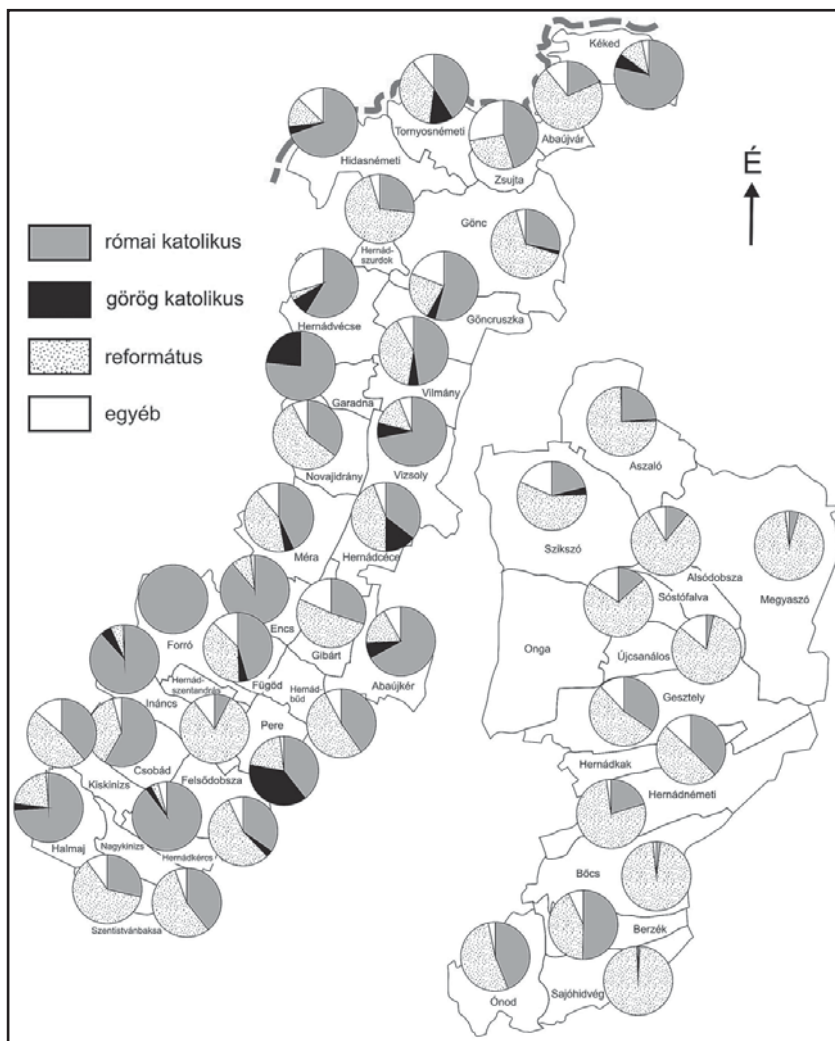 Kéked
Tornyosnémeti
Abaújvár
Hidasnémeti
Zsujta
É
Gönc
római katolikus
görög katolikus
református
egyéb
Hernád-
szurdok
Hernádvécse
Göncruszka
Garadna
Vilmány
Novajidrány
Vizsoly
Aszaló
Méra
Hernádcéce
Szikszó
Alsódobsza
Megyaszó
Sóstófalva
Forró
Encs
Gibárt
Onga
Újcsanálos
Abaújkér
Fügöd
Hernád-
szentandrás
Hernád-
bűd
Ináncs
Pere
Gesztely
Csobád
Felsődobsza
Kiskinizs
Hernádkak
Hernádnémeti
Halmaj
Nagykinizs
Hernádkércs
Bőcs
Szentistvánbaksa
Berzék
Ónod
Sajóhidvég